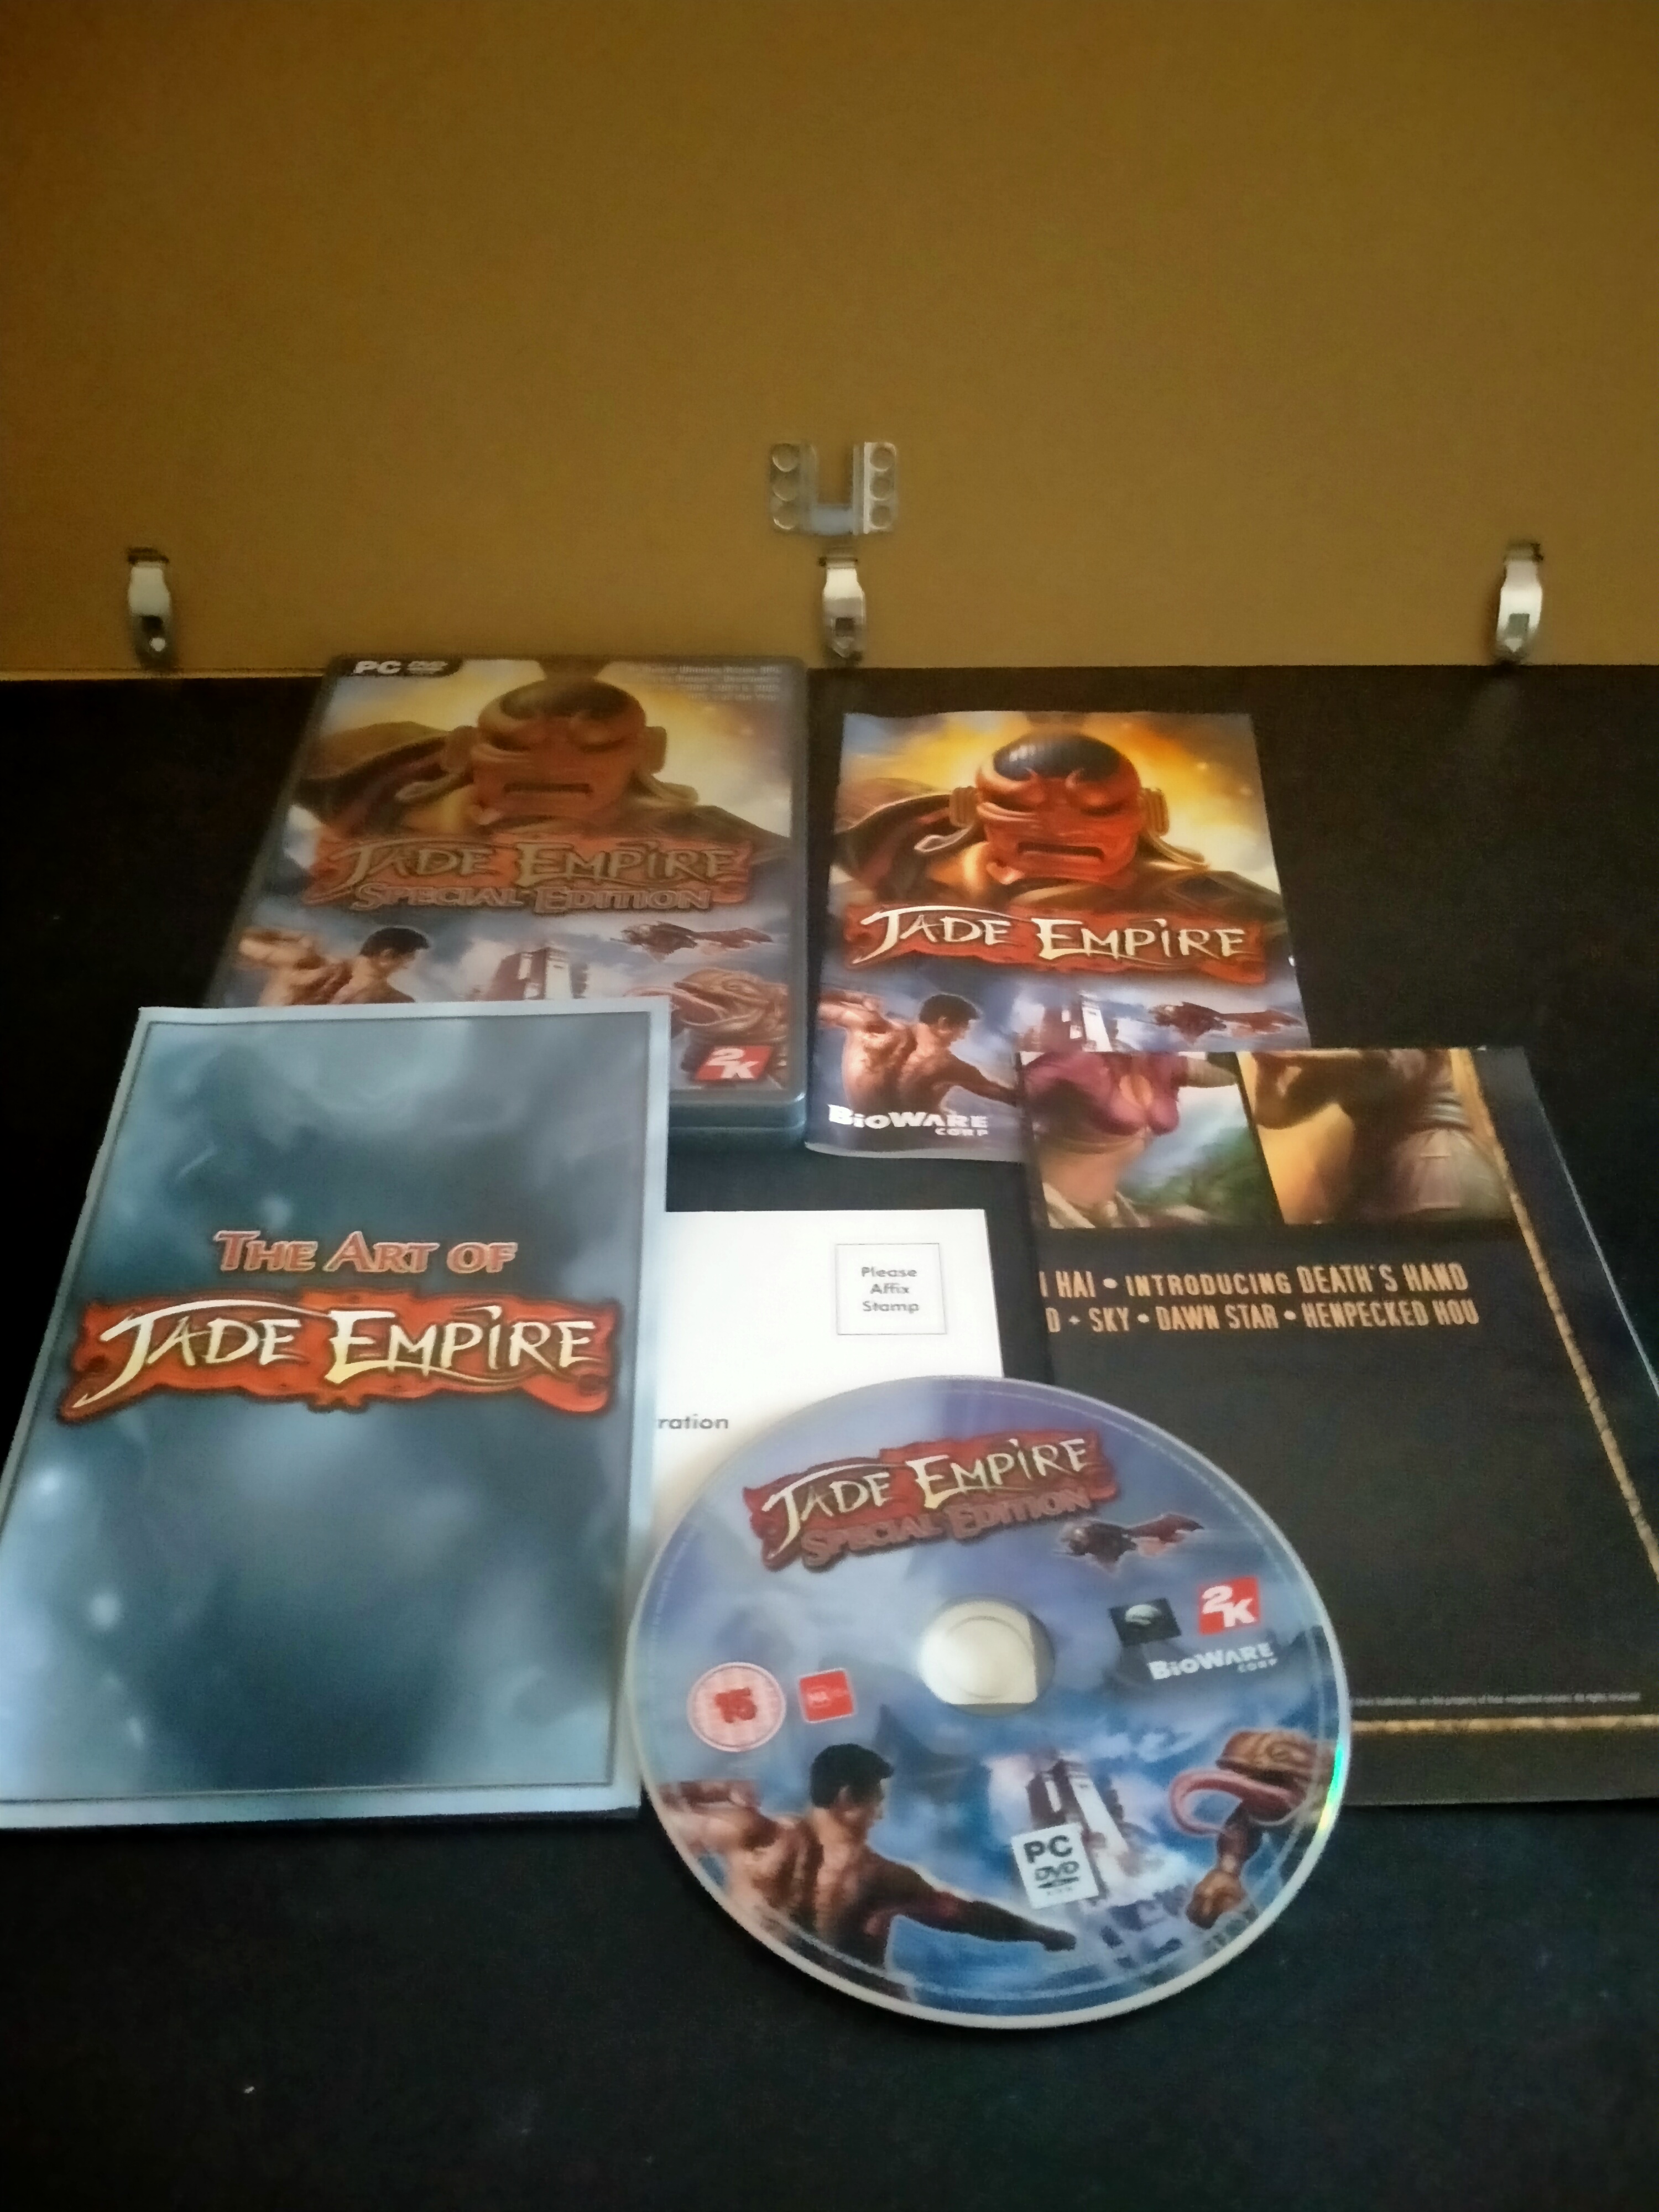 PC DVD
JADE EMPIRE
SPECIAL EDITION
2K
JADE EMPIRE
BIOWARE
CORP
THE ART OF
JADE EMPIRE
Please
Affix
Stamp
ration
HAI • INTRODUCING DEATH'S HAND
SKY • DAWN STAR • HENPECKED HOU
JADE EMPIRE
SPECIAL EDITION
2K
BIOWARE
CORP
15
PC
DVD